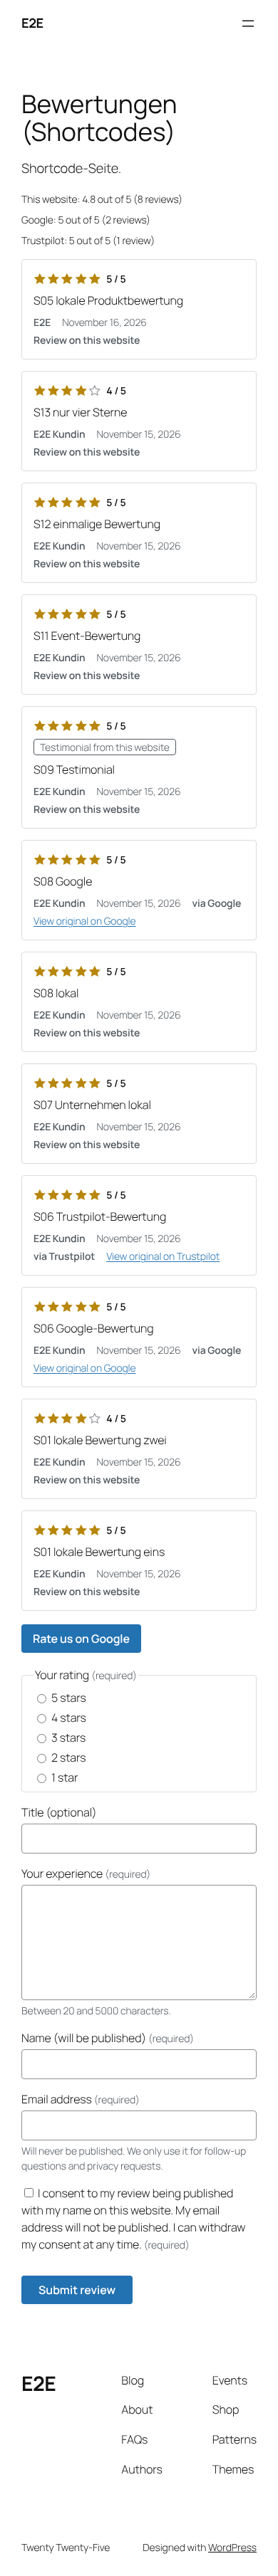 E2E
Bewertungen
(Shortcodes)
Shortcode-Seite.
This website: 4.8 out of 5 (8 reviews)
Google: 5 out of 5 (2 reviews)
Trustpilot: 5 out of 5 (1 review)
5 / 5
S05 lokale Produktbewertung
E2E November 16, 2026
Review on this website
4 / 5
S13 nur vier Sterne
E2E Kundin November 15, 2026
Review on this website
5 / 5
S12 einmalige Bewertung
E2E Kundin November 15, 2026
Review on this website
5 / 5
S11 Event-Bewertung
E2E Kundin November 15, 2026
Review on this website
5 / 5
Testimonial from this website
S09 Testimonial
E2E Kundin November 15, 2026
Review on this website
5 / 5
S08 Google
E2E Kundin November 15, 2026 via Google
View original on Google
5 / 5
S08 lokal
E2E Kundin November 15, 2026
Review on this website
5 / 5
S07 Unternehmen lokal
E2E Kundin November 15, 2026
Review on this website
5 / 5
S06 Trustpilot-Bewertung
E2E Kundin November 15, 2026
via Trustpilot View original on Trustpilot
5 / 5
S06 Google-Bewertung
E2E Kundin November 15, 2026 via Google
View original on Google
4 / 5
S01 lokale Bewertung zwei
E2E Kundin November 15, 2026
Review on this website
5 / 5
S01 lokale Bewertung eins
E2E Kundin November 15, 2026
Review on this website
Rate us on Google
Your rating (required)
5 stars
4 stars
3 stars
2 stars
1 star
Title (optional)
Your experience (required)
Between 20 and 5000 characters.
Name (will be published) (required)
Email address (required)
Will never be published. We only use it for follow-up
questions and privacy requests.
I consent to my review being published
with my name on this website. My email
address will not be published. I can withdraw
my consent at any time. (required)
Submit review
E2E
Blog Events
About Shop
FAQs Patterns
Authors Themes
Twenty Twenty-Five Designed with WordPress